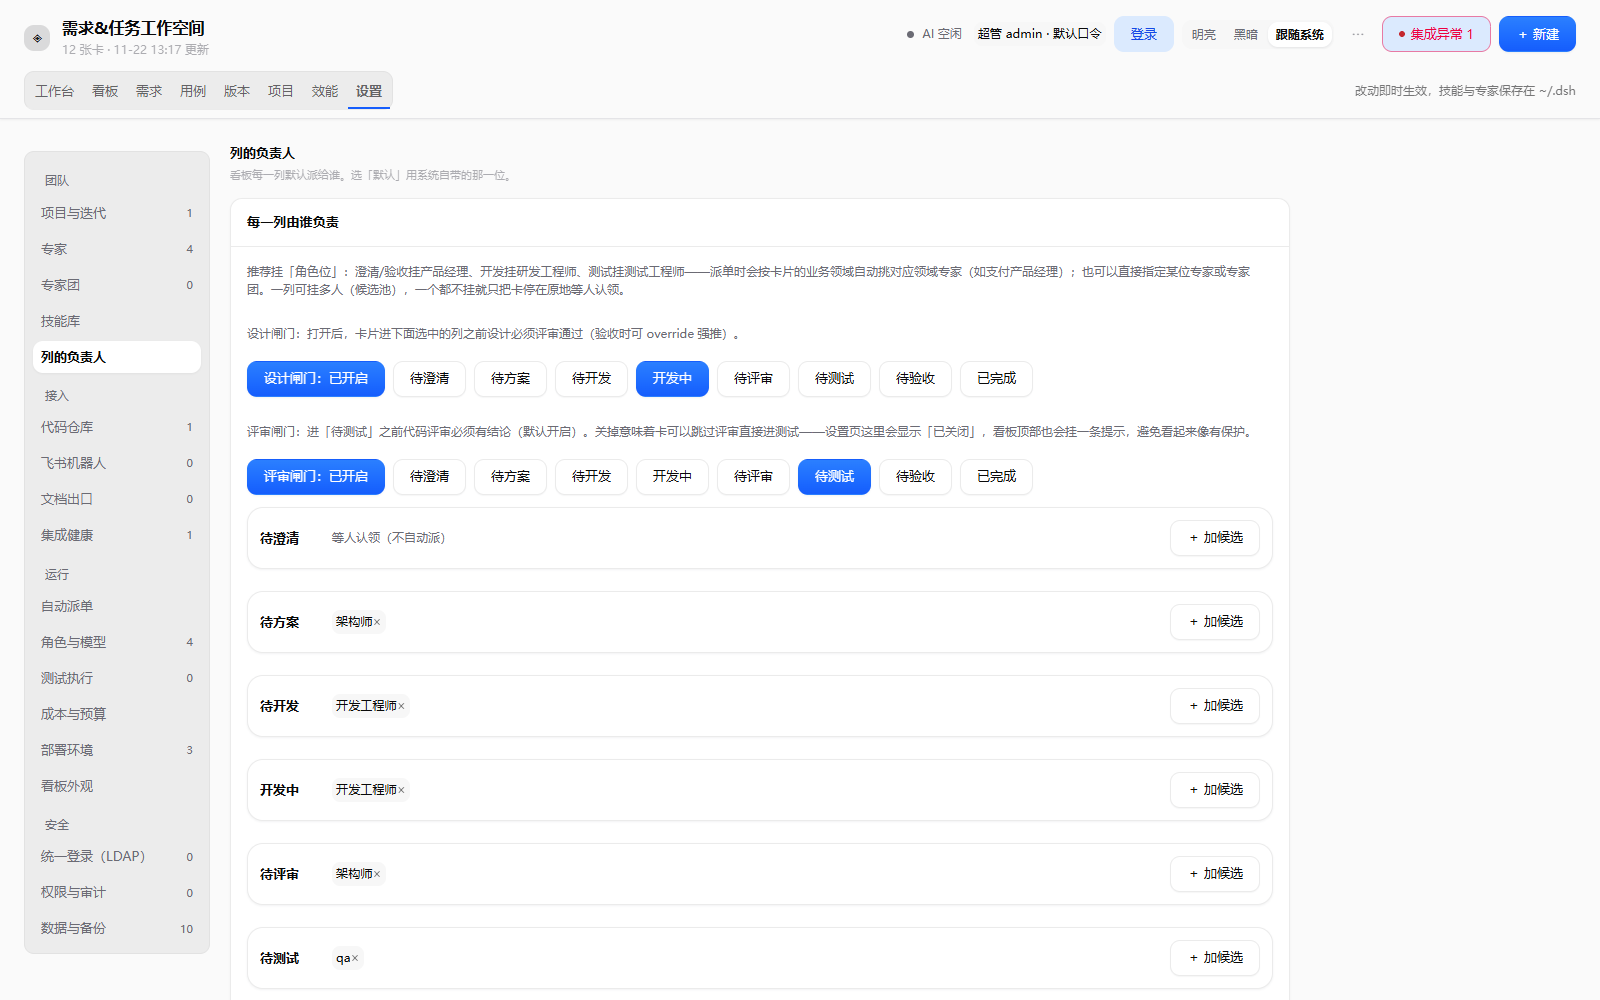 需求&任务工作空间
12 张卡 · 11-22 13:17 更新
AI 空闲
超管 admin · 默认口令
登录
明亮
黑暗
跟随系统
···
集成异常 1
+ 新建
工作台
看板
需求
用例
版本
项目
效能
设置
改动即时生效，技能与专家保存在 ~/.dsh
团队
项目与迭代 1
专家 4
专家团 0
技能库
列的负责人
接入
代码仓库 1
飞书机器人 0
文档出口 0
集成健康 1
运行
自动派单
角色与模型 4
测试执行 0
成本与预算
部署环境 3
看板外观
安全
统一登录（LDAP） 0
权限与审计 0
数据与备份 10
列的负责人
看板每一列默认派给谁。选「默认」用系统自带的那一位。
每一列由谁负责
推荐挂「角色位」：澄清/验收挂产品经理、开发挂研发工程师、测试挂测试工程师——派单时会按卡片的业务领域自动挑对应领域专家（如支付产品经理）；也可以直接指定某位专家或专家
团。一列可挂多人（候选池），一个都不挂就只把卡停在原地等人认领。
设计闸门：打开后，卡片进下面选中的列之前设计必须评审通过（验收时可 override 强推）。
设计闸门：已开启 待澄清 待方案 待开发 开发中 待评审 待测试 待验收 已完成
评审闸门：进「待测试」之前代码评审必须有结论（默认开启）。关掉意味着卡可以跳过评审直接进测试——设置页这里会显示「已关闭」，看板顶部也会挂一条提示，避免看起来像有保护。
评审闸门：已开启 待澄清 待方案 待开发 开发中 待评审 待测试 待验收 已完成
待澄清 等人认领（不自动派） + 加候选
待方案 架构师× + 加候选
待开发 开发工程师× + 加候选
开发中 开发工程师× + 加候选
待评审 架构师× + 加候选
待测试 qa× + 加候选